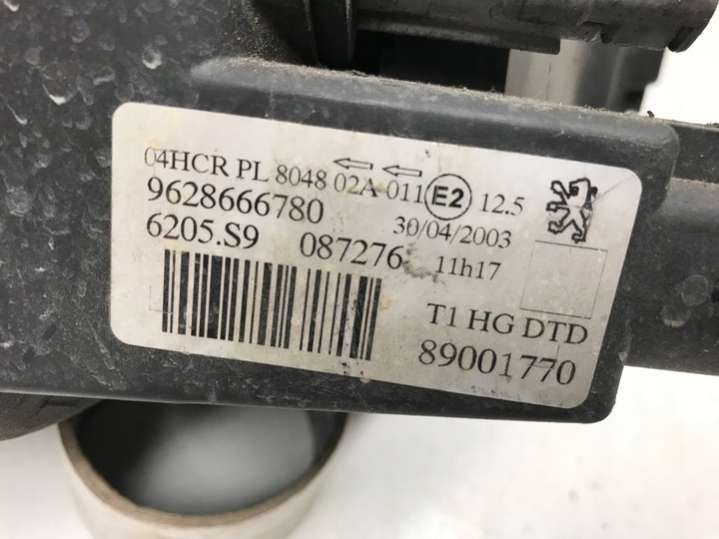 04HCR PL 8048 02A 011 E2 12.5
9628666780 30/04/2003
6205.S9 087276 11h17
T1 HG DTD
89001770